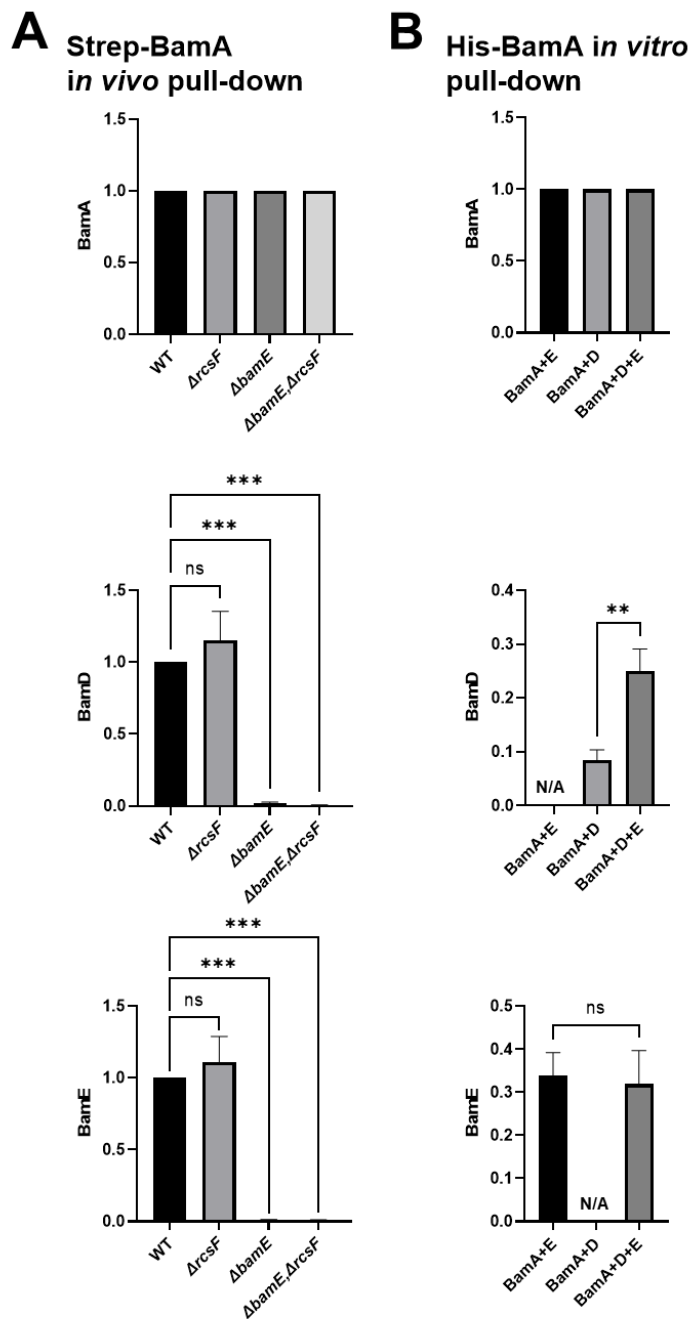 A Strep-BamA
in vivo pull-down
1.5
1.0
0.5
0.0
BamA
WT
ΔrcsF
ΔbamE
ΔbamE,ΔrcsF
***
***
ns
1.5
1.0
0.5
0.0
BamD
WT
ΔrcsF
ΔbamE
ΔbamE,ΔrcsF
***
***
ns
1.5
1.0
0.5
0.0
BamE
WT
ΔrcsF
ΔbamE
ΔbamE,ΔrcsF
B His-BamA in vitro
pull-down
1.5
1.0
0.5
0.0
BamA
BamA+E
BamA+D
BamA+D+E
**
0.4
0.3
0.2
0.1
0.0
BamD
N/A
BamA+E
BamA+D
BamA+D+E
ns
0.5
0.4
0.3
0.2
0.1
0.0
BamE
N/A
BamA+E
BamA+D
BamA+D+E